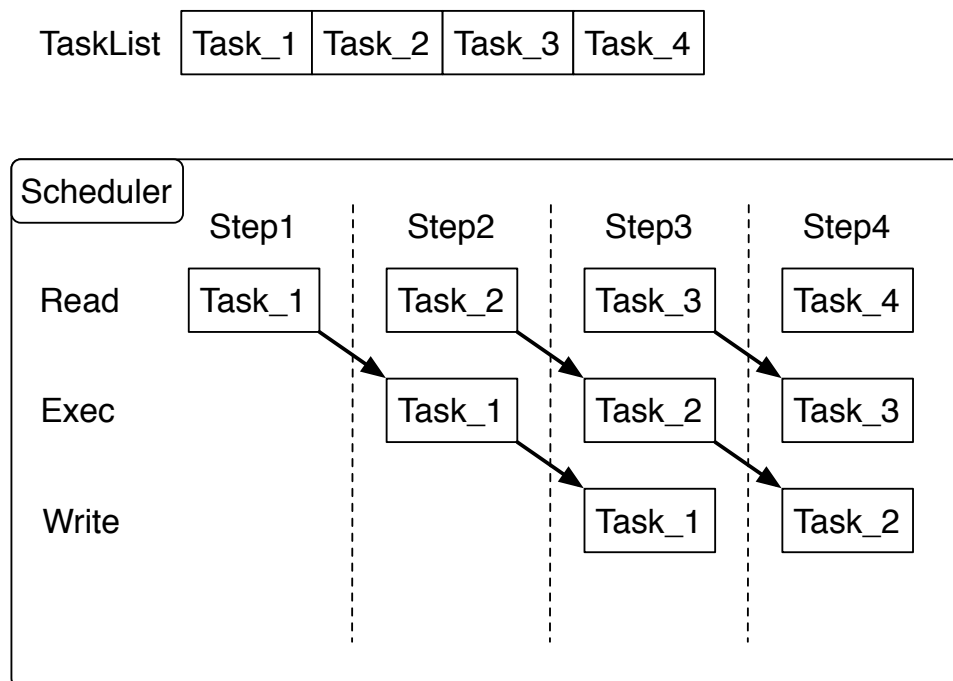 TaskList Task_1 Task_2 Task_3 Task_4
Scheduler
Step1 Step2 Step3 Step4
Read Task_1 Task_2 Task_3 Task_4
Exec Task_1 Task_2 Task_3
Write Task_1 Task_2